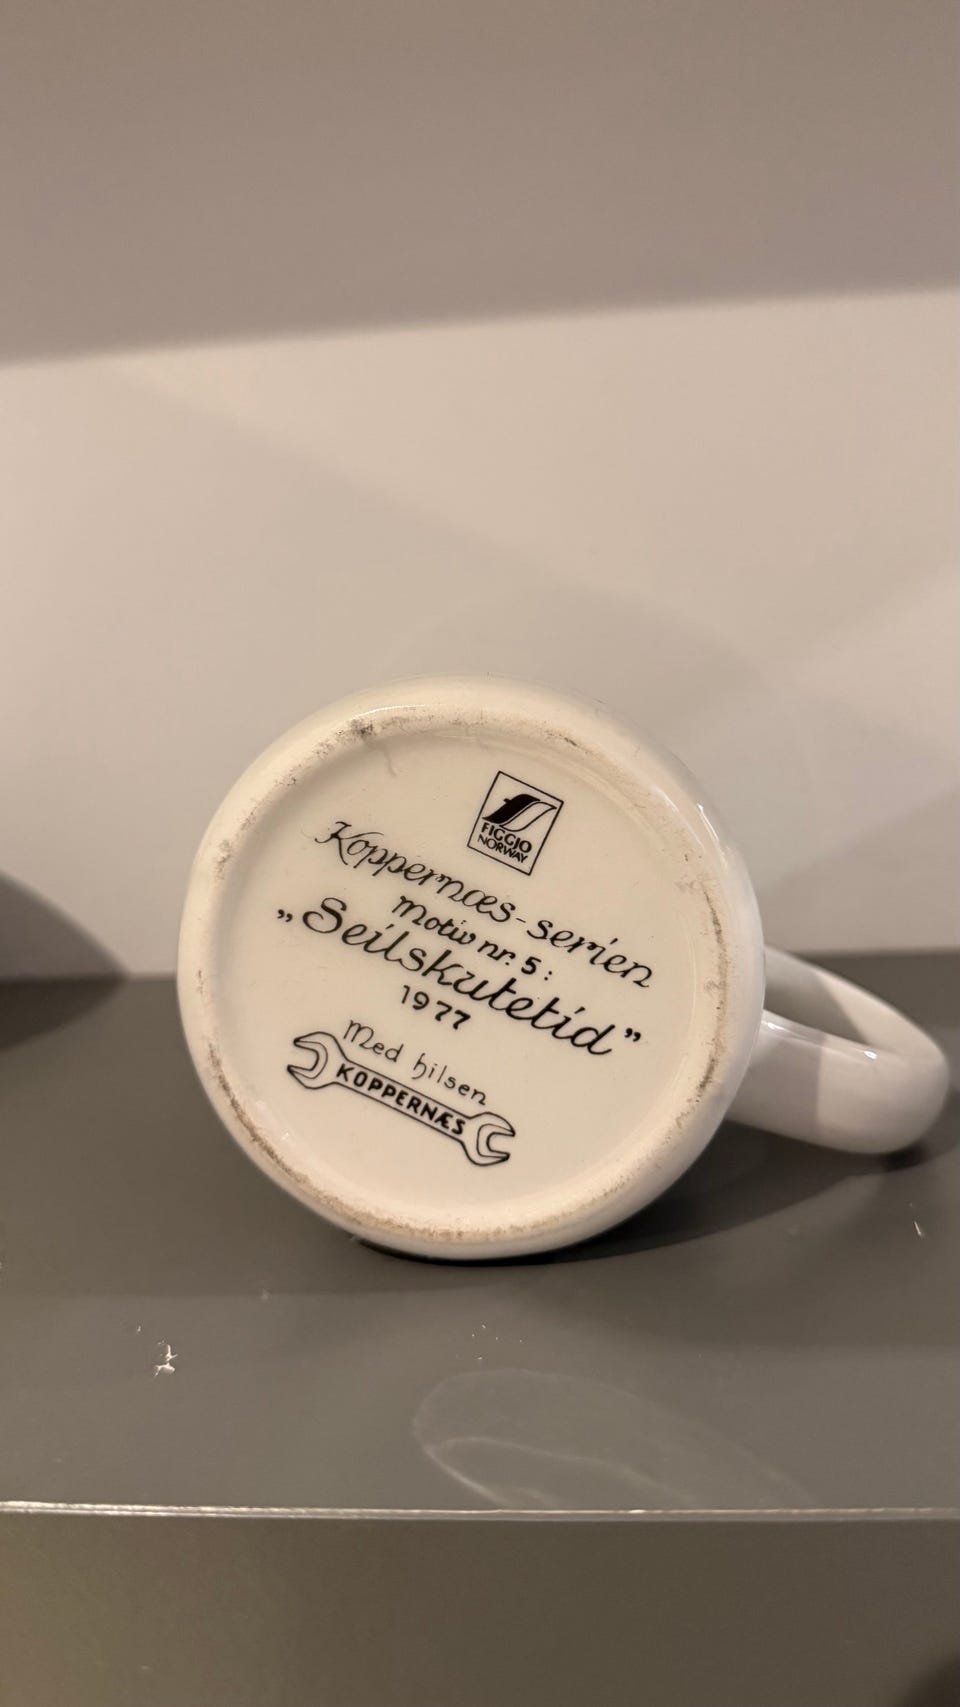 FIGGJO
NORWAY
Koppernæs-serien
Motiv nr. 5:
„Seilskutetid”
1977
Med hilsen
KOPPERNÆS